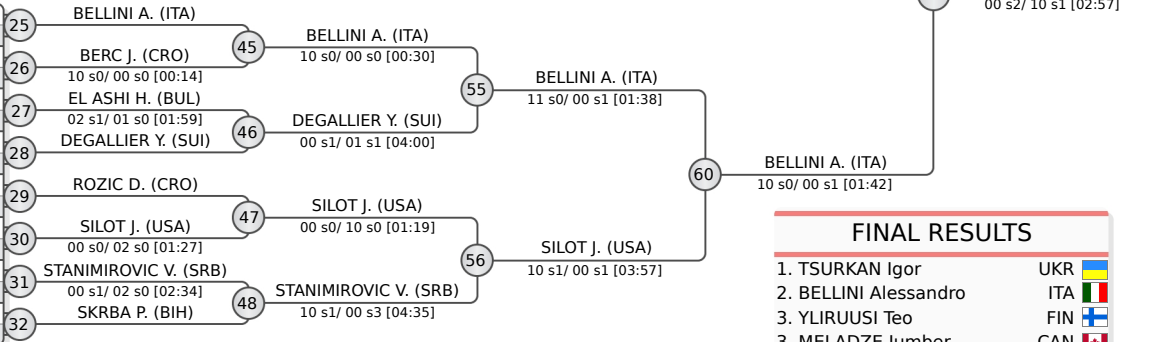 00 s2/ 10 s1 [02:57]
25
BELLINI A. (ITA)
45
BELLINI A. (ITA)
10 s0/ 00 s0 [00:30]
26
BERC J. (CRO)
10 s0/ 00 s0 [00:14]
55
BELLINI A. (ITA)
11 s0/ 00 s1 [01:38]
27
EL ASHI H. (BUL)
02 s1/ 01 s0 [01:59]
46
DEGALLIER Y. (SUI)
00 s1/ 01 s1 [04:00]
28
DEGALLIER Y. (SUI)
60
BELLINI A. (ITA)
10 s0/ 00 s1 [01:42]
29
ROZIC D. (CRO)
47
SILOT J. (USA)
00 s0/ 10 s0 [01:19]
30
SILOT J. (USA)
00 s0/ 02 s0 [01:27]
56
SILOT J. (USA)
10 s1/ 00 s1 [03:57]
31
STANIMIROVIC V. (SRB)
00 s1/ 02 s0 [02:34]
48
STANIMIROVIC V. (SRB)
10 s1/ 00 s3 [04:35]
32
SKRBA P. (BIH)
FINAL RESULTS
1. TSURKAN Igor UKR
2. BELLINI Alessandro ITA
3. YLIRUUSI Teo FIN
3. MELADZE Jumber CAN